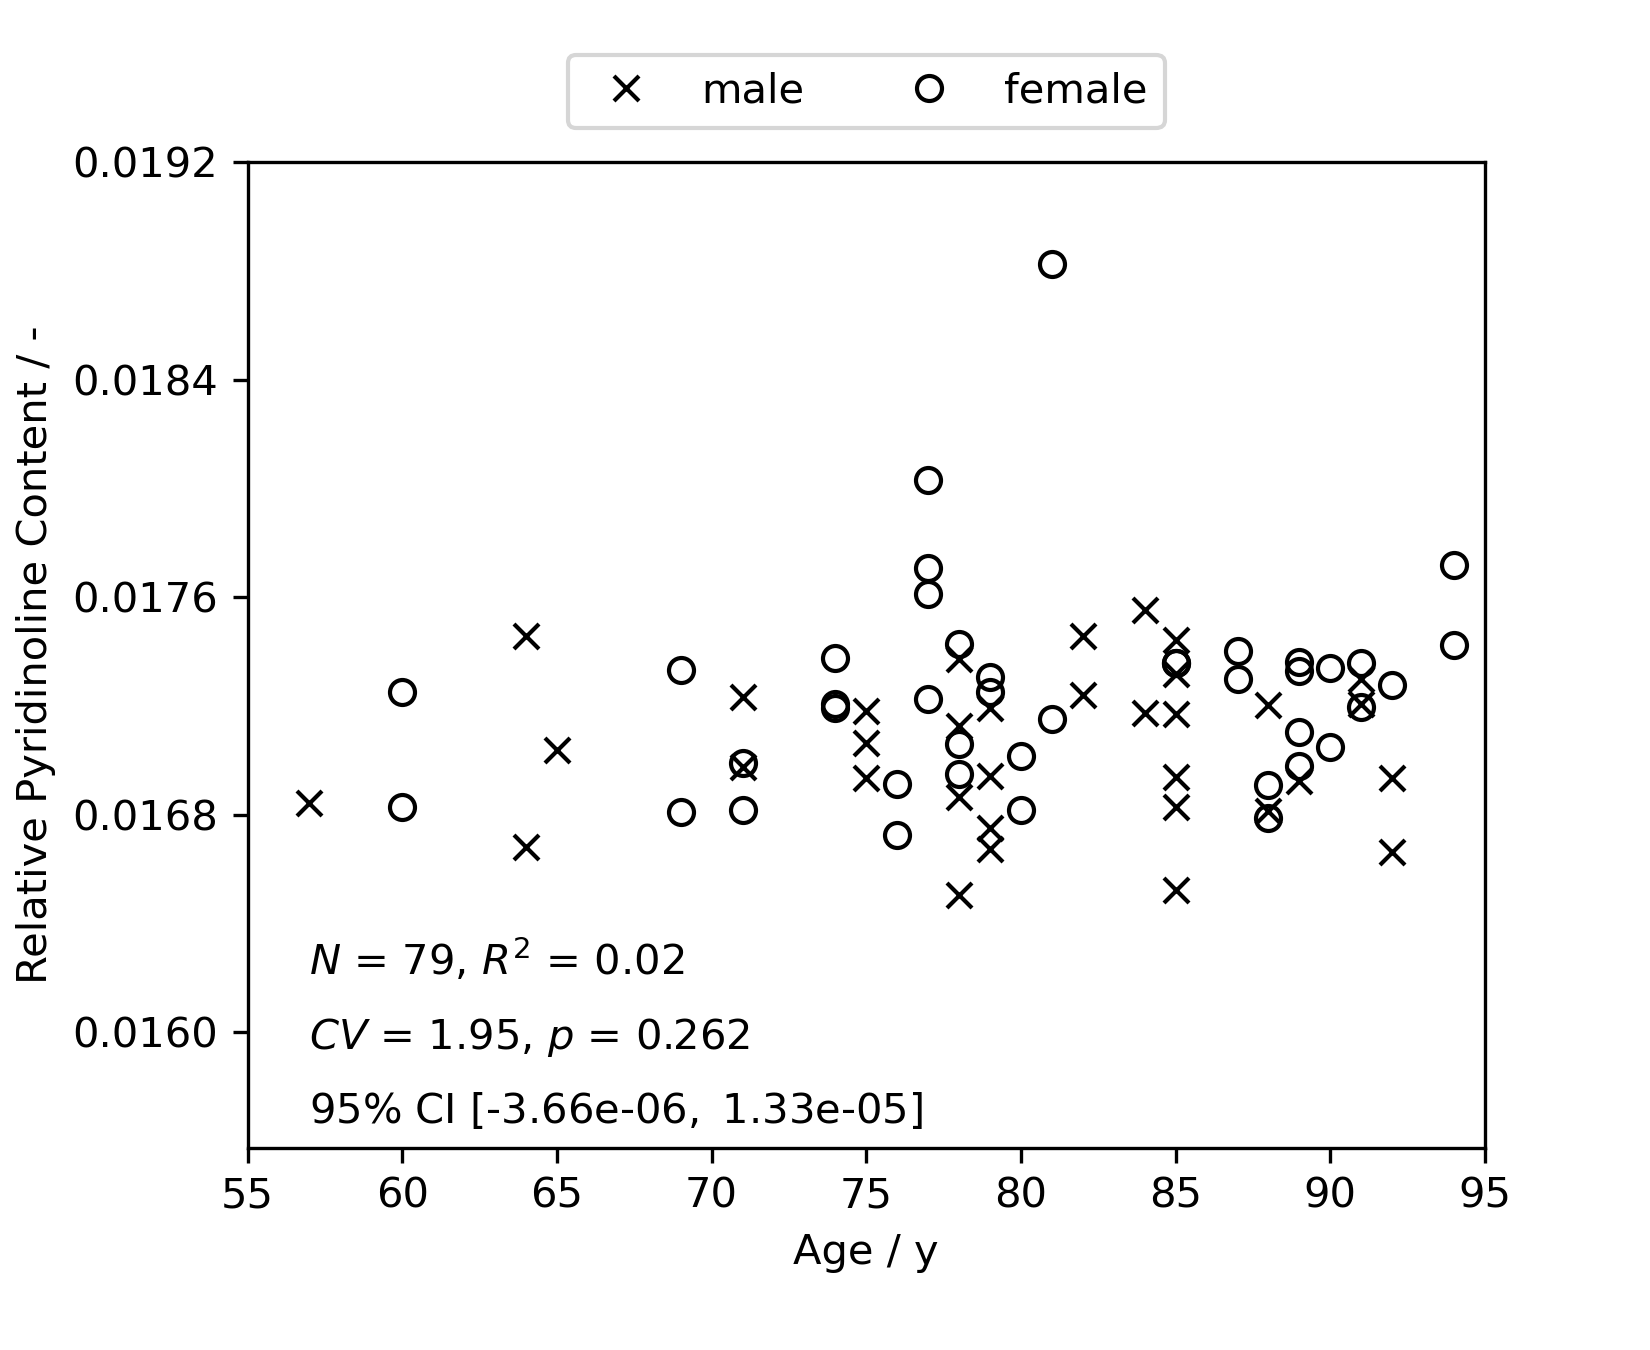 male female
0.0192
0.0184
0.0176
0.0168
0.0160
Relative Pyridinoline Content / -
N = 79, R² = 0.02
CV = 1.95, p = 0.262
95% CI [-3.66e-06, 1.33e-05]
55 60 65 70 75 80 85 90 95
Age / y